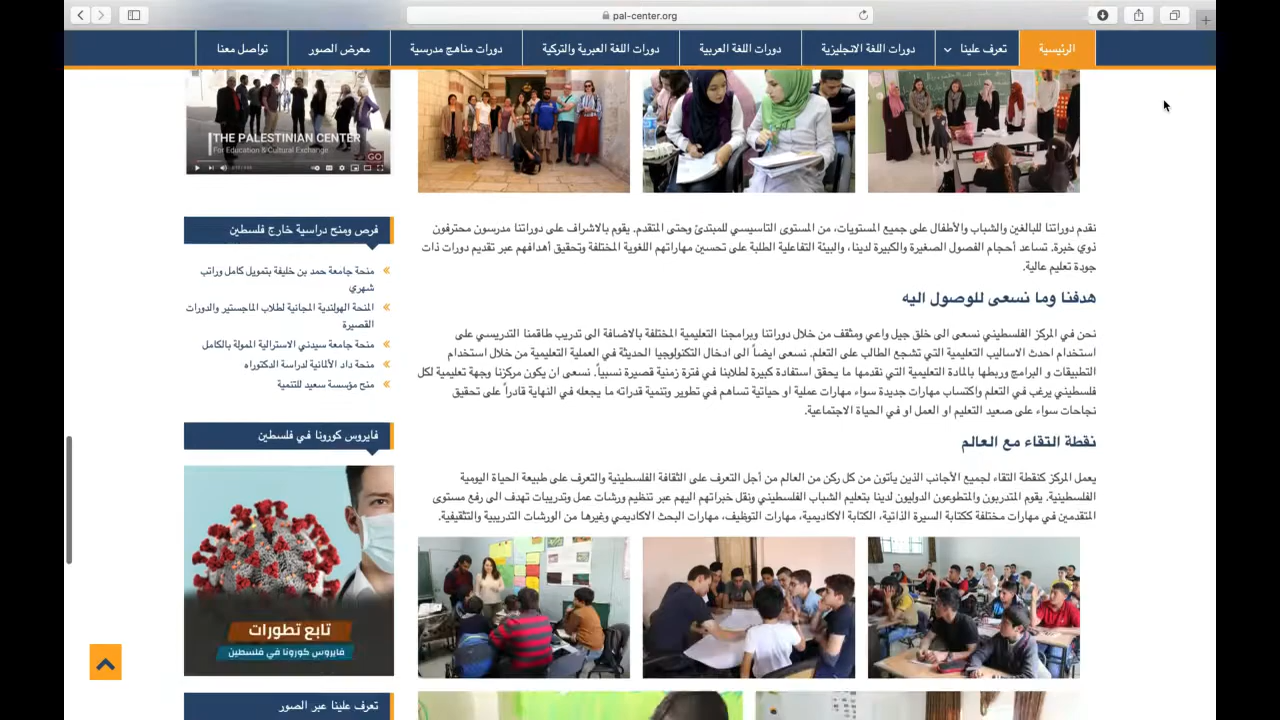 pal-center.org
الرئيسية
تعرف علينا
دورات اللغة الانجليزية
دورات اللغة العربية
دورات اللغة العبرية والتركية
دورات مناهج مدرسية
معرض الصور
تواصل معنا
THE PALESTINIAN CENTER
For Education & Cultural Exchange
GO
نقدم دوراتنا للبالغين والشباب والأطفال على جميع المستويات، من المستوى التاسيسي للمبتدئ وحتى المتقدم. يقوم بالاشراف على دوراتنا مدرسون محترفون
ذوي خبرة. تساعد أحجام الفصول الصغيرة والكبيرة لدينا، والبيئة التفاعلية الطلبة على تحسين مهاراتهم اللغوية المختلفة وتحقيق أهدافهم عبر تقديم دورات ذات
جودة تعليم عالية.
هدفنا وما نسعى للوصول اليه
نحن في المركز الفلسطيني نسعى الى خلق جيل واعي ومثقف من خلال دوراتنا وبرامجنا التعليمية المختلفة بالاضافة الى تدريب طاقمنا التدريسي على
استخدام احدث الاساليب التعليمية التي تشجع الطالب على التعلم. نسعى ايضاً الى ادخال التكنولوجيا الحديثة في العملية التعليمية من خلال استخدام
التطبيقات و البرامج وربطها بالمادة التعليمية التي نقدمها ما يحقق استفادة كبيرة لطلابنا في فترة زمنية قصيرة نسبياً. نسعى ان يكون مركزنا وجهة تعليمية لكل
فلسطيني يرغب في التعلم واكتساب مهارات جديدة سواء مهارات عملية او حياتية تساهم في تطوير وتنمية قدراته ما يجعله في النهاية قادراً على تحقيق
نجاحات سواء على صعيد التعليم او العمل او في الحياة الاجتماعية.
نقطة التقاء مع العالم
يعمل المركز كنقطة التقاء لجميع الأجانب الذين يأتون من كل ركن من العالم من أجل التعرف على الثقافة الفلسطينية والتعرف على طبيعة الحياة اليومية
الفلسطينية. يقوم المتدربون والمتطوعون الدوليون لدينا بتعليم الشباب الفلسطيني ونقل خبراتهم اليهم عبر تنظيم ورشات عمل وتدريبات تهدف الى رفع مستوى
المتقدمين في مهارات مختلفة ككتابة السيرة الذاتية، الكتابة الاكاديمية، مهارات التوظيف، مهارات البحث الاكاديمي وغيرها من الورشات التدريبية والتثقيفية.
فرص ومنح دراسية خارج فلسطين
منحة جامعة حمد بن خليفة بتمويل كامل وراتب
شهري
المنحة الهولندية المجانية لطلاب الماجستير والدورات
القصيرة
منحة جامعة سيدني الاسترالية الممولة بالكامل
منحة داد الألمانية لدراسة الدكتوراه
منح مؤسسة سعيد للتنمية
فايروس كورونا في فلسطين
تابع تطورات
فايروس كورونا في فلسطين
تعرف علينا عبر الصور